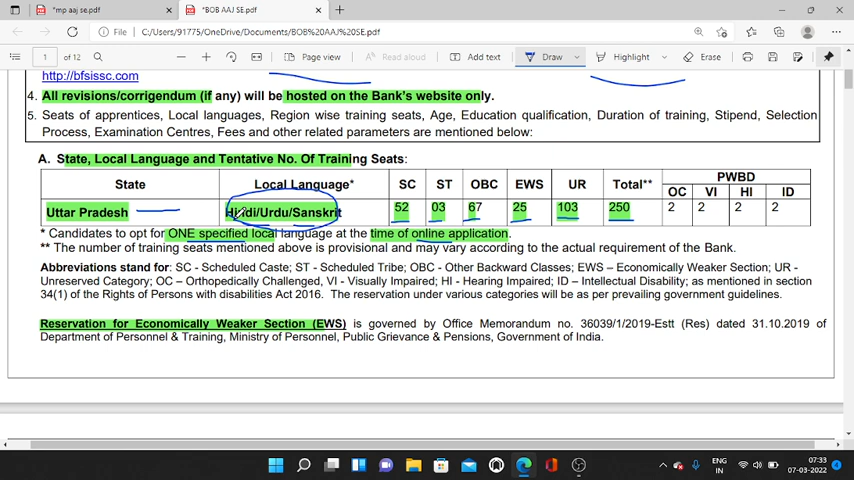 *mp aaj se.pdf
*BOB AAJ SE.pdf
File
C:/Users/91775/OneDrive/Documents/BOB%20AAJ%20SE.pdf
1 of 12
Page view
Read aloud
Add text
Draw
Highlight
Erase
http://bfsissc.com
4. All revisions/corrigendum (if any) will be hosted on the Bank's website only.
5. Seats of apprentices, Local languages, Region wise training seats, Age, Education qualification, Duration of training, Stipend, Selection
Process, Examination Centres, Fees and other related parameters are mentioned below:
A. State, Local Language and Tentative No. Of Training Seats:
State Local Language* SC ST OBC EWS UR Total** PWBD
OC VI HI ID
Uttar Pradesh Hindi/Urdu/Sanskrit 52 03 67 25 103 250 2 2 2 2
* Candidates to opt for ONE specified local language at the time of online application.
** The number of training seats mentioned above is provisional and may vary according to the actual requirement of the Bank.
Abbreviations stand for: SC - Scheduled Caste; ST - Scheduled Tribe; OBC - Other Backward Classes; EWS – Economically Weaker Section; UR -
Unreserved Category; OC – Orthopedically Challenged, VI - Visually Impaired; HI - Hearing Impaired; ID – Intellectual Disability; as mentioned in section
34(1) of the Rights of Persons with disabilities Act 2016. The reservation under various categories will be as per prevailing government guidelines.
Reservation for Economically Weaker Section (EWS) is governed by Office Memorandum no. 36039/1/2019-Estt (Res) dated 31.10.2019 of
Department of Personnel & Training, Ministry of Personnel, Public Grievance & Pensions, Government of India.
ENG
IN
07:33
07-03-2022